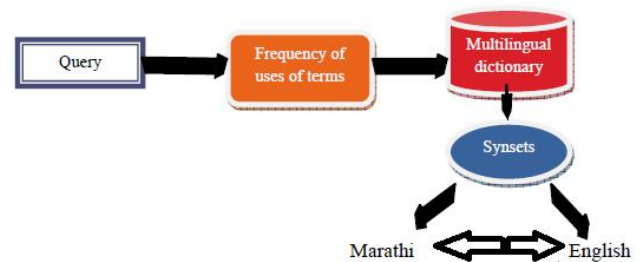 Query
Frequency of
uses of terms
Multilingual
dictionary
Synsets
Marathi
English